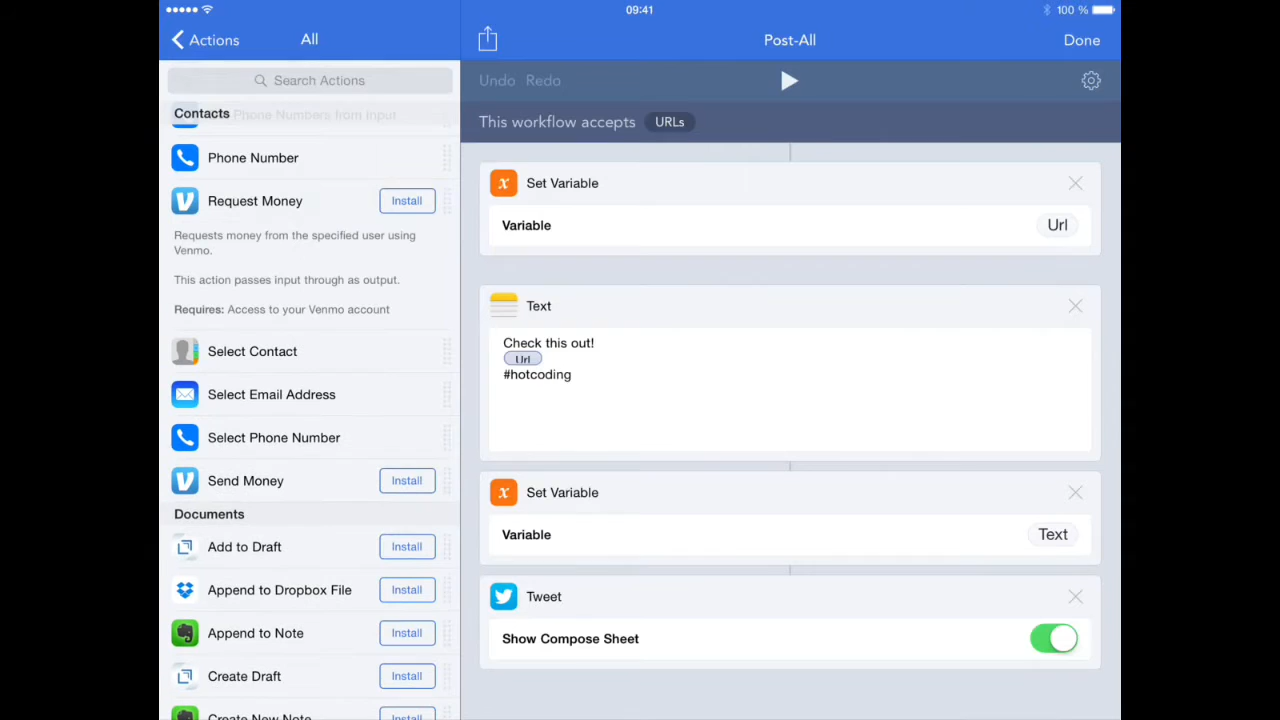 09:41
100 %
Actions
All
Post-All
Done
Search Actions
Undo Redo
Contacts
Phone Numbers from input
This workflow accepts URLs
Phone Number
Request Money Install
Requests money from the specified user using
Venmo.
This action passes input through as output.
Requires: Access to your Venmo account
Select Contact
Select Email Address
Select Phone Number
Send Money Install
Documents
Add to Draft Install
Append to Dropbox File Install
Append to Note Install
Create Draft Install
Create New Note Install
Set Variable
Variable Url
Text
Check this out!
Url
#hotcoding
Set Variable
Variable Text
Tweet
Show Compose Sheet